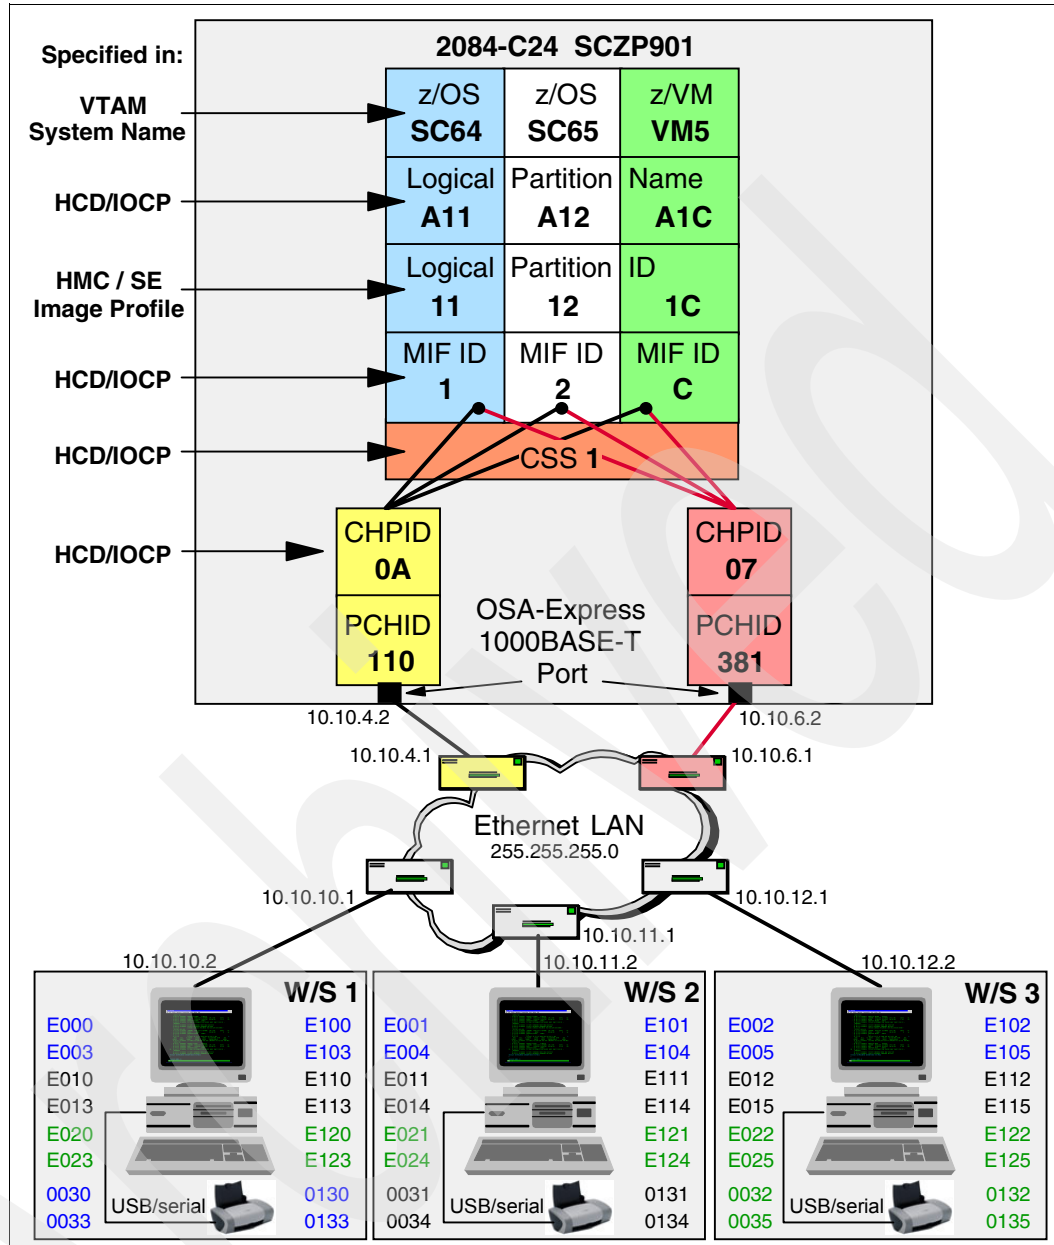 Specified in:
2084-C24 SCZP901
VTAM
System Name
z/OS
SC64
z/OS
SC65
z/VM
VM5
HCD/IOCP
Logical Partition Name
A11 A12 A1C
HMC / SE
Image Profile
Logical Partition ID
11 12 1C
HCD/IOCP
MIF ID
1
MIF ID
2
MIF ID
C
HCD/IOCP
CSS 1
HCD/IOCP
CHPID
0A
PCHID
110
OSA-Express
1000BASE-T
Port
CHPID
07
PCHID
381
10.10.4.2
10.10.6.2
10.10.4.1
10.10.6.1
Ethernet LAN
255.255.255.0
10.10.10.1
10.10.12.1
10.10.11.1
10.10.10.2
10.10.11.2
10.10.12.2
W/S 1
E000 E100
E003 E103
E010 E110
E013 E113
E020 E120
E023 E123
0030 0130
USB/serial
0033 0133
W/S 2
E001 E101
E004 E104
E011 E111
E014 E114
E021 E121
E024 E124
0031 0131
USB/serial
0034 0134
W/S 3
E002 E102
E005 E105
E012 E112
E015 E115
E022 E122
E025 E125
0032 0132
USB/serial
0035 0135